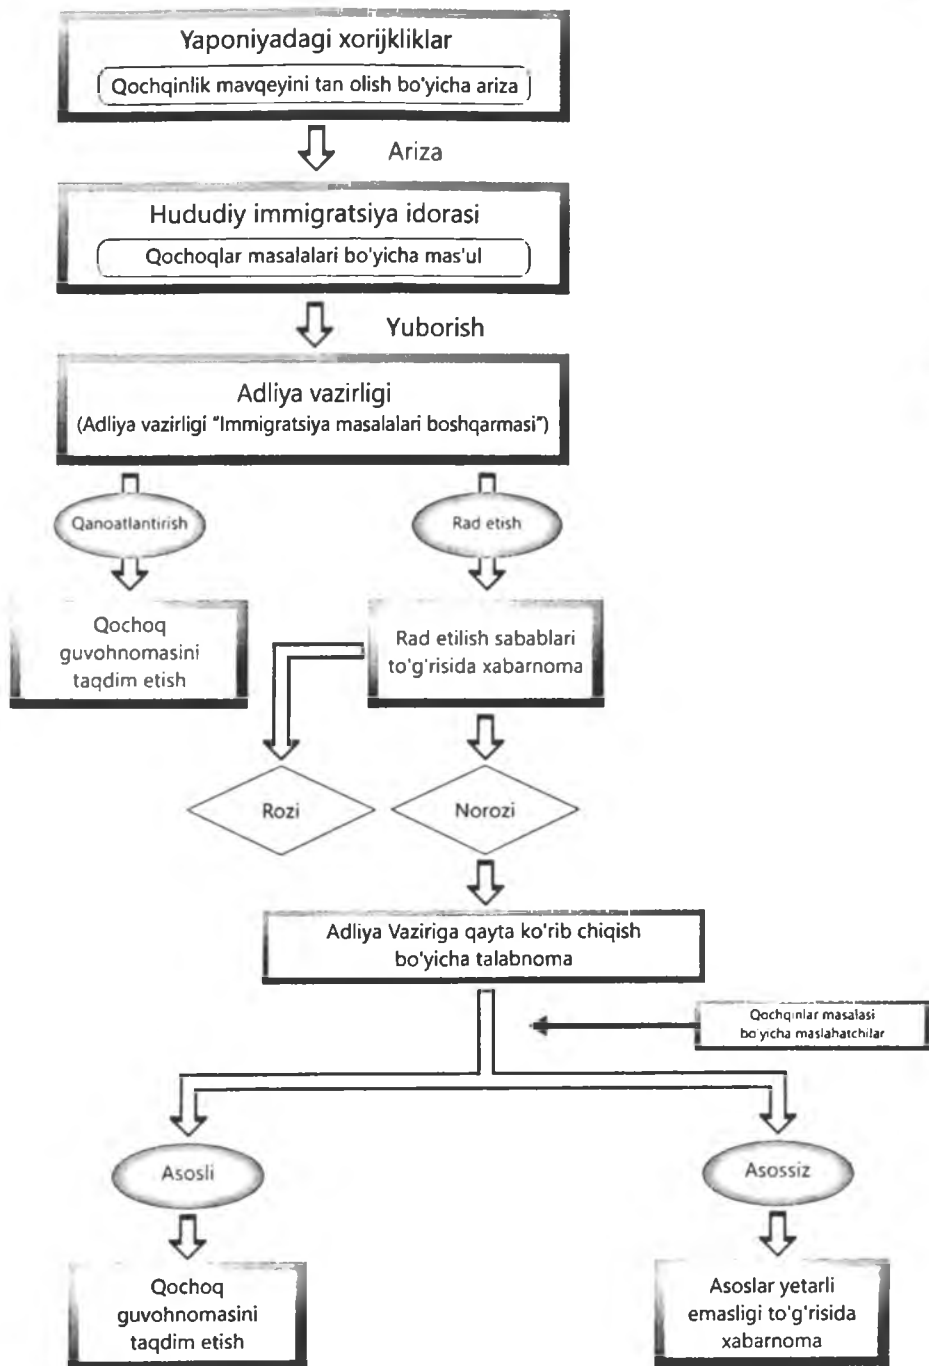 Yaponiyadagi xorijkliklar
Qochqinlik mavqeyini tan olish bo'yicha ariza
Ariza
Hududiy immigratsiya idorasi
Qochoqlar masalalari bo'yicha mas'ul
Yuborish
Adliya vazirligi
(Adliya vazirligi "Immigratsiya masalalari boshqarmasi")
Qanoatlantirish
Rad etish
Qochoq
guvohnomasini
taqdim etish
Rad etilish sabablari
to'g'risida xabarnoma
Rozi
Norozi
Adliya Vaziriga qayta ko'rib chiqish
bo'yicha talabnoma
Qochqinlar masalasi
bo'yicha maslahatchilar
Asosli
Asossiz
Qochoq
guvohnomasini
taqdim etish
Asoslar yetarli
emasligi to'g'risida
xabarnoma